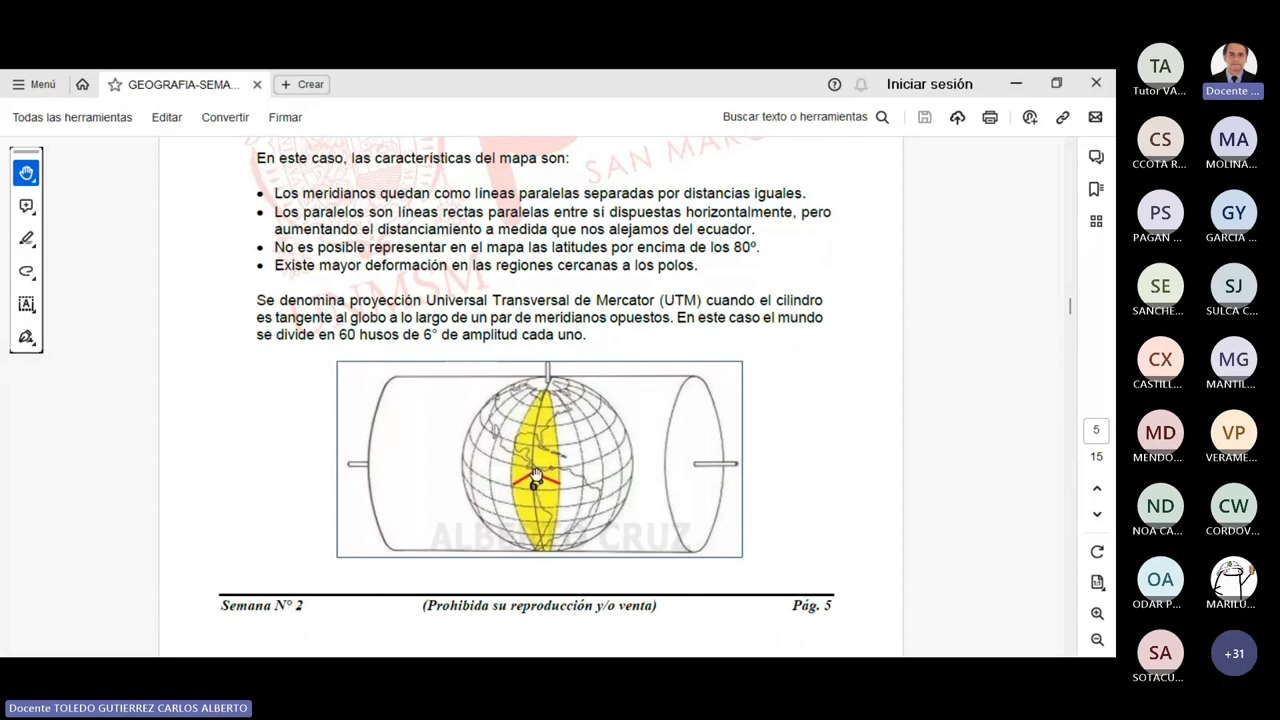 Menú
GEOGRAFIA-SEMA...
Crear
Iniciar sesión
Todas las herramientas
Editar
Convertir
Firmar
Buscar texto o herramientas
SAN MAR
UNMSM
En este caso, las características del mapa son:
• Los meridianos quedan como líneas paralelas separadas por distancias iguales.
• Los paralelos son líneas rectas paralelas entre sí dispuestas horizontalmente, pero
aumentando el distanciamiento a medida que nos alejamos del ecuador.
• No es posible representar en el mapa las latitudes por encima de los 80º.
• Existe mayor deformación en las regiones cercanas a los polos.
Se denomina proyección Universal Transversal de Mercator (UTM) cuando el cilindro
es tangente al globo a lo largo de un par de meridianos opuestos. En este caso el mundo
se divide en 60 husos de 6° de amplitud cada uno.
6
ALBERTO CRUZ
Semana N° 2
(Prohibida su reproducción y/o venta)
Pág. 5
5
15
TA
Tutor VA...
Docente ...
CS
CCOTA R...
MA
MOLINA...
PS
PAGAN ...
GY
GARCIA ...
SE
SANCHE...
SJ
SULCA C...
CX
CASTILL...
MG
MANTIL...
MD
MENDO...
VP
VERAME...
ND
NOA CA...
CW
CORDOV...
OA
ODAR P...
MARILU...
SA
SOTACU...
+31
Docente TOLEDO GUTIERREZ CARLOS ALBERTO